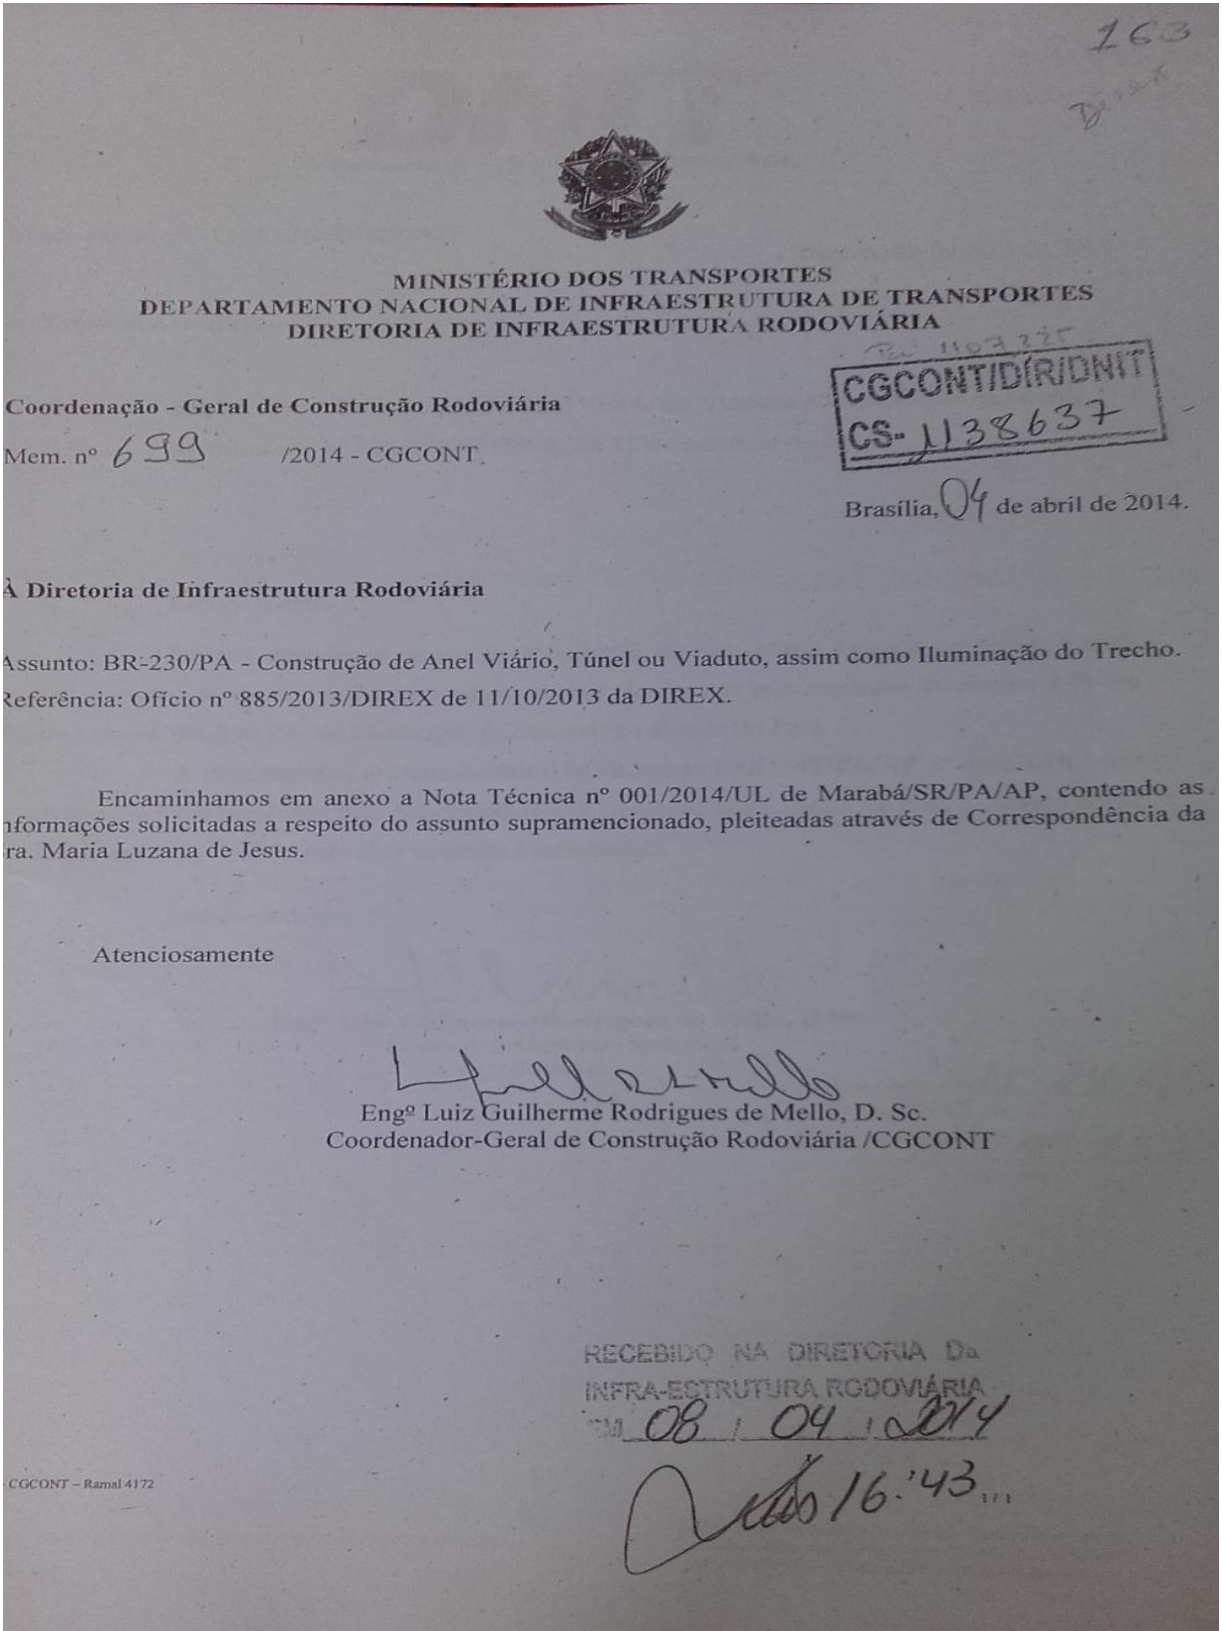 163
MINISTÉRIO DOS TRANSPORTES
DEPARTAMENTO NACIONAL DE INFRAESTRUTURA DE TRANSPORTES
DIRETORIA DE INFRAESTRUTURA RODOVIÁRIA
1107225
CGCONT/DIR/DNIT
CS- 1138637
Coordenação - Geral de Construção Rodoviária
Mem. nº 699 /2014 - CGCONT
Brasília, 04 de abril de 2014.
À Diretoria de Infraestrutura Rodoviária
Assunto: BR-230/PA - Construção de Anel Viário, Túnel ou Viaduto, assim como Iluminação do Trecho.
Referência: Ofício nº 885/2013/DIREX de 11/10/2013 da DIREX.
Encaminhamos em anexo a Nota Técnica nº 001/2014/UL de Marabá/SR/PA/AP, contendo as
nformações solicitadas a respeito do assunto supramencionado, pleiteadas através de Correspondência da
ra. Maria Luzana de Jesus.
Atenciosamente
Engº Luiz Guilherme Rodrigues de Mello, D. Sc.
Coordenador-Geral de Construção Rodoviária /CGCONT
RECEBIDO NA DIRETORIA Da
INFRA-ESTRUTURA RODOVIÁRIA
EM 08 / 04 / 2014
16:43
CGCONT – Ramal 4172